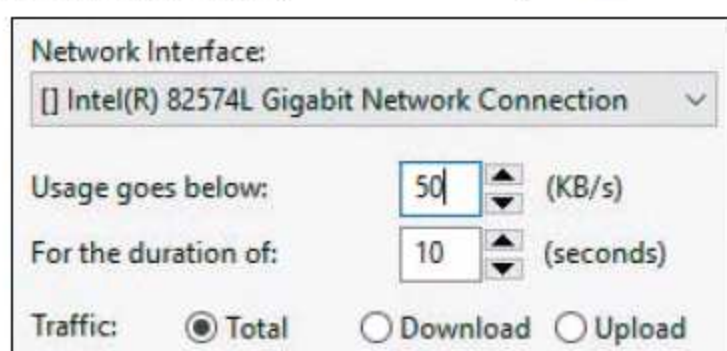 Network Interface:
[] Intel(R) 82574L Gigabit Network Connection
Usage goes below: 50 (KB/s)
For the duration of: 10 (seconds)
Traffic: Total Download Upload